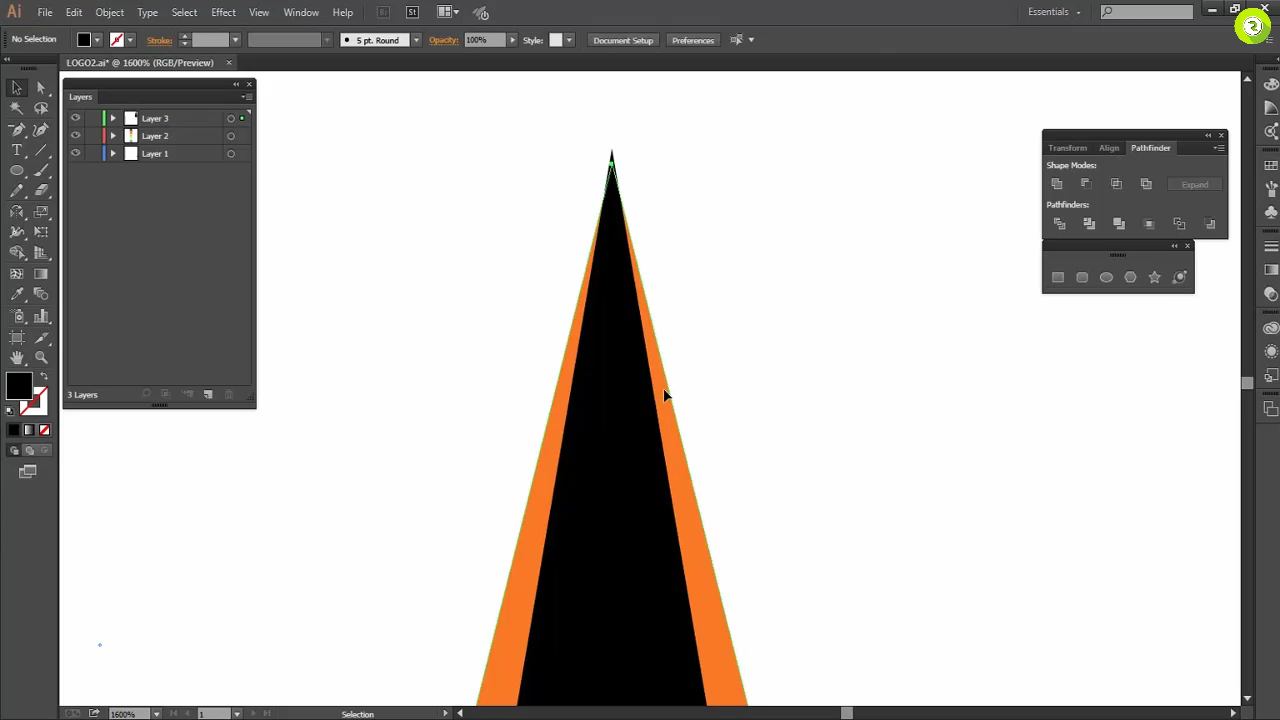 Ai File Edit Object Type Select Effect View Window Help Br St Essentials
No Selection Stroke: 5 pt. Round Opacity: 100% Style: Document Setup Preferences
LOGO2.ai* @ 1600% (RGB/Preview)
Layers
Layer 3
Layer 2
Layer 1
3 Layers
Transform Align Pathfinder
Shape Modes:
Expand
Pathfinders:
1600% 1 Selection